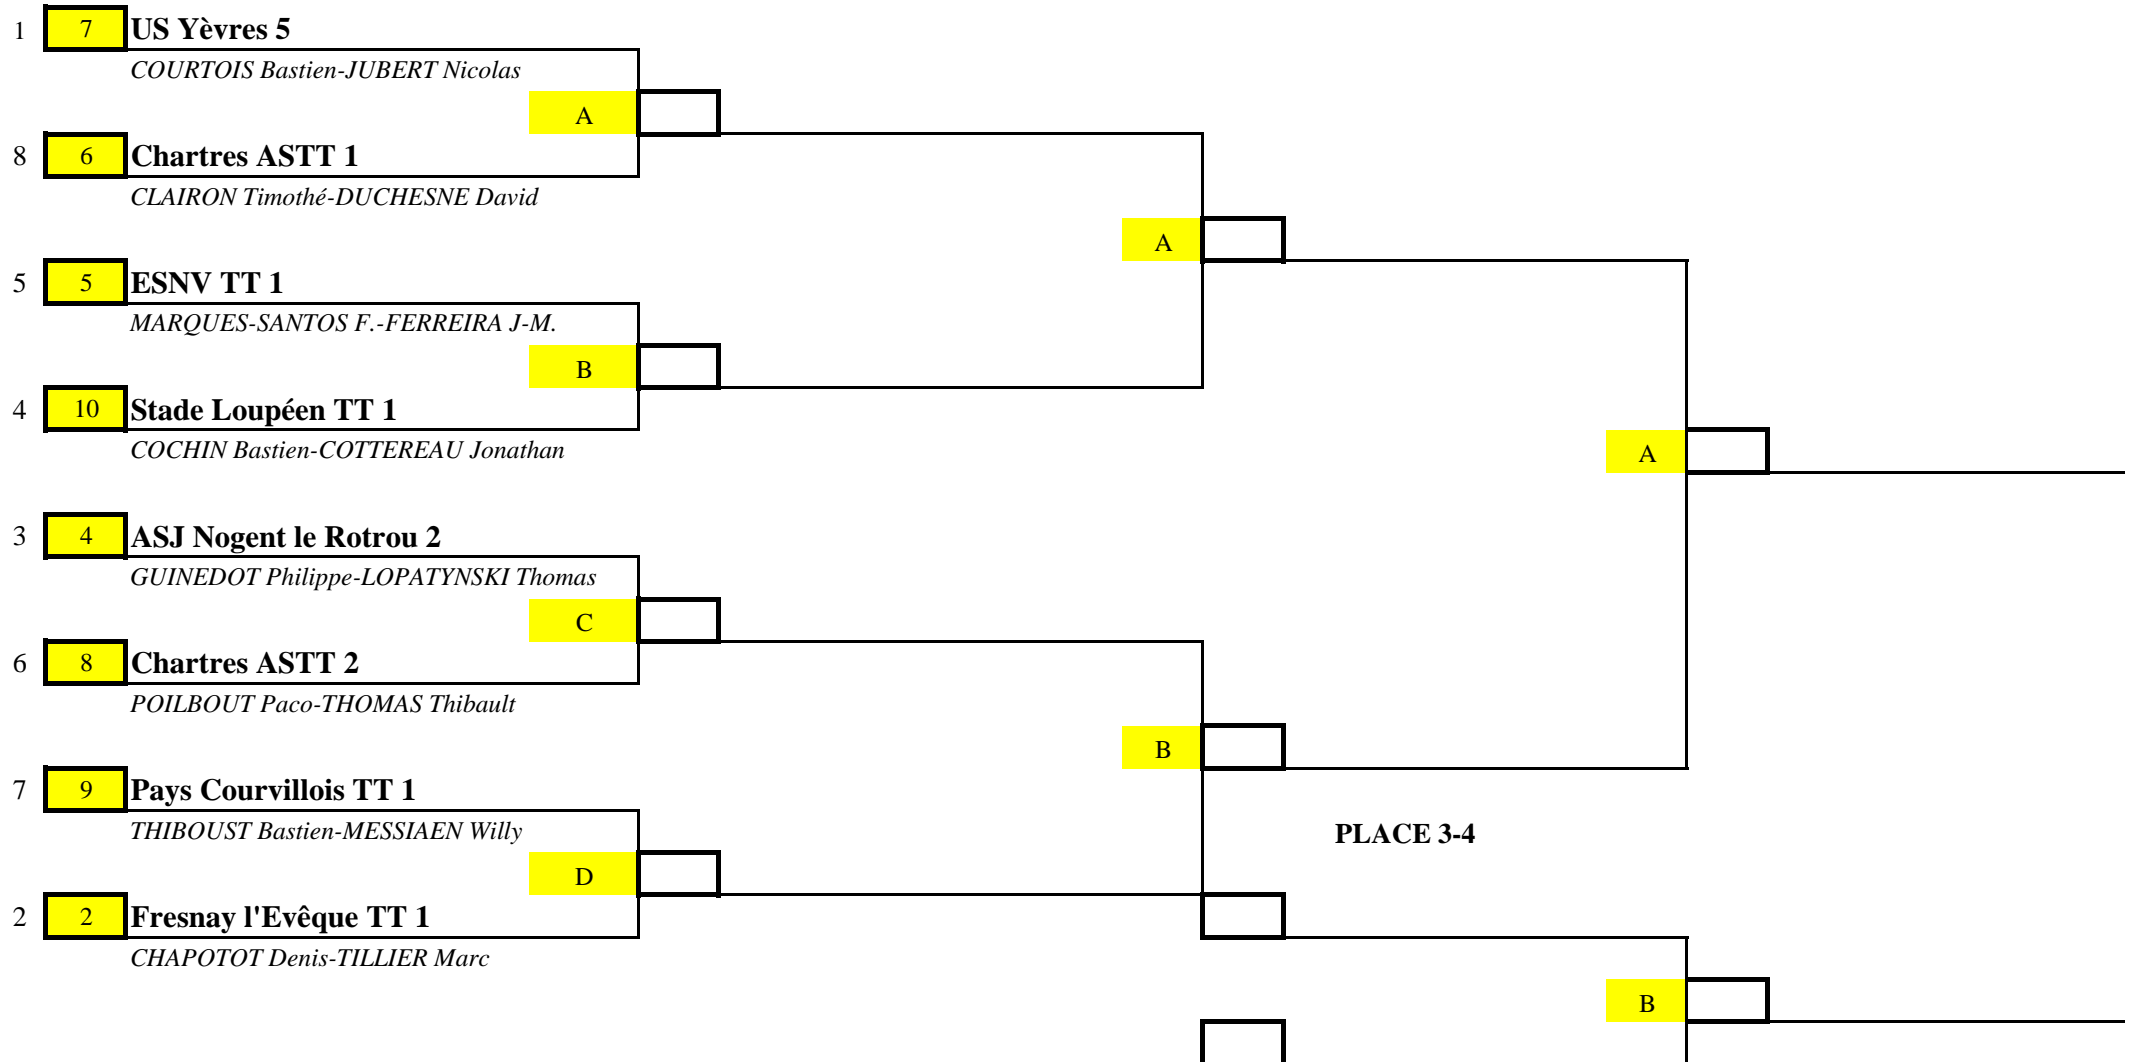 1 7 US Yèvres 5
COURTOIS Bastien-JUBERT Nicolas
A
8 6 Chartres ASTT 1
CLAIRON Timothé-DUCHESNE David
A
5 5 ESNV TT 1
MARQUES-SANTOS F.-FERREIRA J-M.
B
4 10 Stade Loupéen TT 1
COCHIN Bastien-COTTEREAU Jonathan
A
3 4 ASJ Nogent le Rotrou 2
GUINEDOT Philippe-LOPATYNSKI Thomas
C
6 8 Chartres ASTT 2
POILBOUT Paco-THOMAS Thibault
B
7 9 Pays Courvillois TT 1
THIBOUST Bastien-MESSIAEN Willy
PLACE 3-4
D
2 2 Fresnay l'Evêque TT 1
CHAPOTOT Denis-TILLIER Marc
B